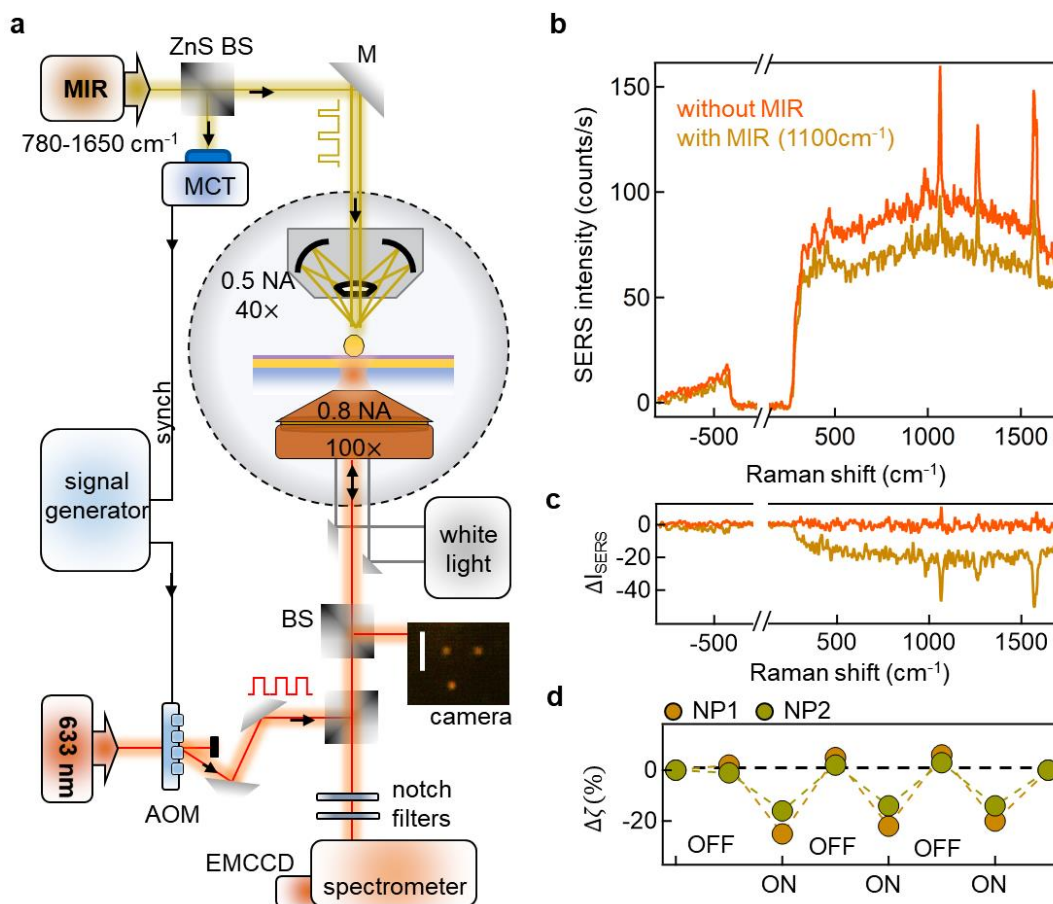 a
ZnS BS
M
MIR
780-1650 cm⁻¹
MCT
0.5 NA
40×
synch
0.8 NA
100×
signal
generator
white
light
BS
camera
633 nm
AOM
notch
filters
EMCCD
spectrometer
b
without MIR
with MIR (1100cm⁻¹)
SERS intensity (counts/s)
150
100
50
0
-500
500
1000
1500
Raman shift (cm⁻¹)
c
ΔI_SERS
0
-20
-40
-500
500
1000
1500
Raman shift (cm⁻¹)
d
NP1
NP2
Δζ (%)
0
-20
OFF
OFF
OFF
ON
ON
ON